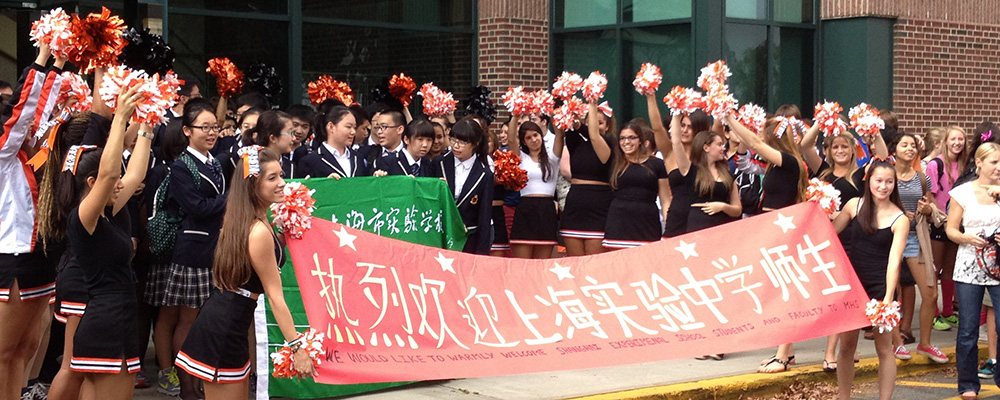 上海市实验学校
热烈欢迎上海实验中学师生
WE WOULD LIKE TO WARMLY WELCOME SHANGHAI EXPERIMENTAL SCHOOL STUDENTS AND FACULTY TO MHS